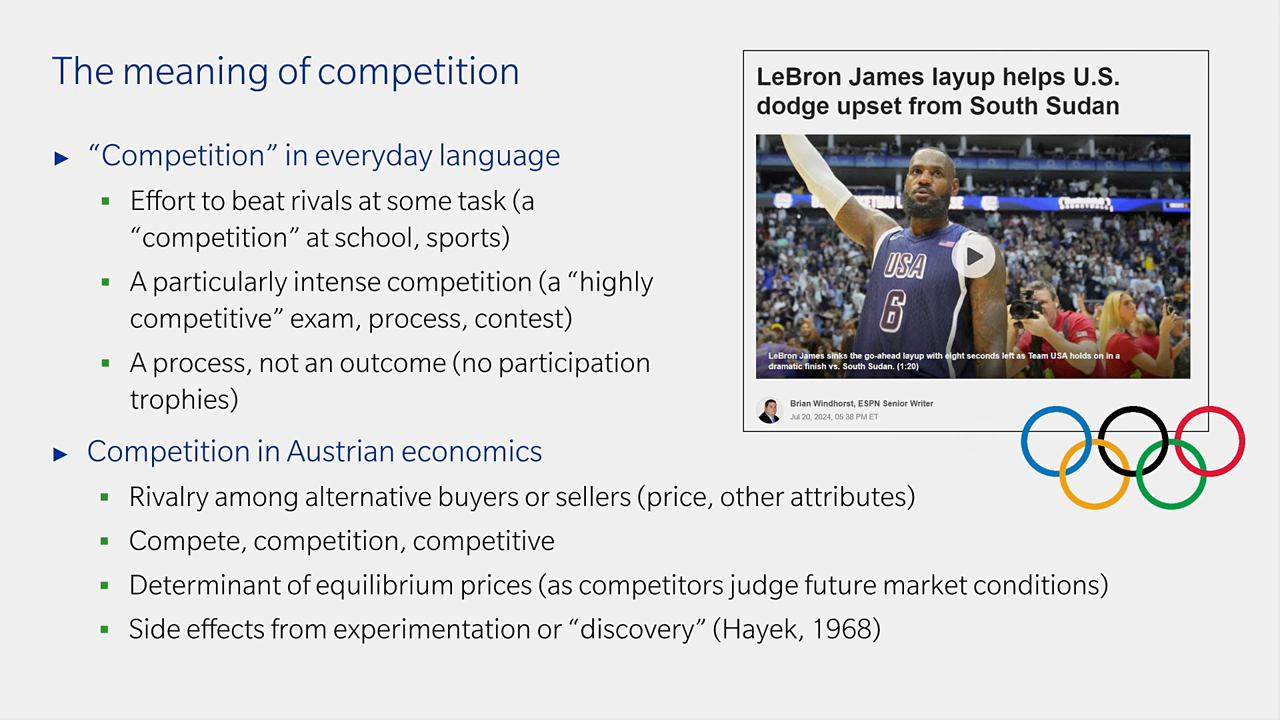 The meaning of competition
► “Competition” in everyday language
▪ Effort to beat rivals at some task (a
“competition” at school, sports)
▪ A particularly intense competition (a “highly
competitive” exam, process, contest)
▪ A process, not an outcome (no participation
trophies)
► Competition in Austrian economics
▪ Rivalry among alternative buyers or sellers (price, other attributes)
▪ Compete, competition, competitive
▪ Determinant of equilibrium prices (as competitors judge future market conditions)
▪ Side effects from experimentation or “discovery” (Hayek, 1968)
LeBron James layup helps U.S.
dodge upset from South Sudan
USA
6
LeBron James sinks the go-ahead layup with eight seconds left as Team USA holds on in a
dramatic finish vs. South Sudan. (1:20)
Brian Windhorst, ESPN Senior Writer
Jul 20, 2024, 05:38 PM ET